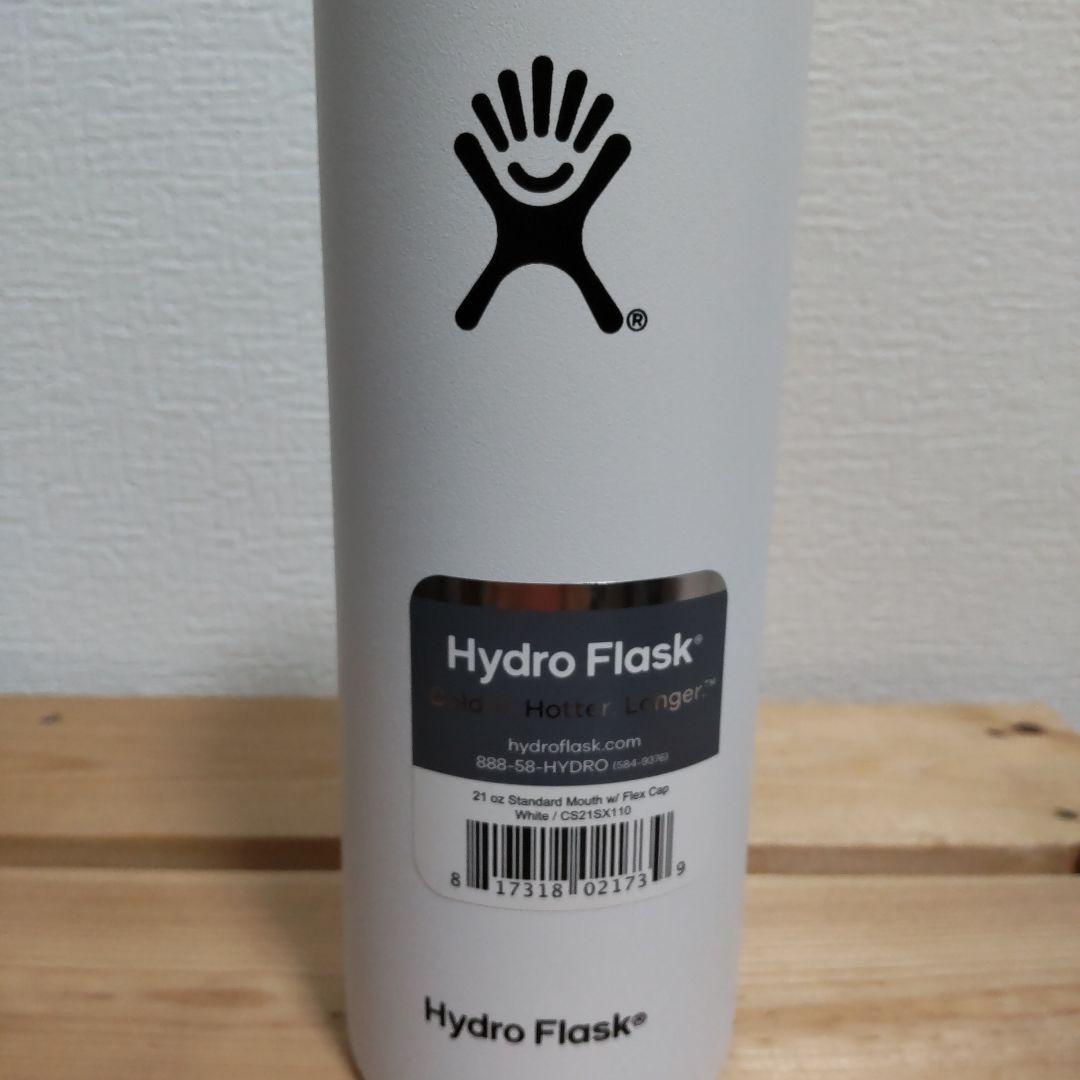 ®
Hydro Flask®
Colder. Hotter. Longer.™
hydroflask.com
888-58-HYDRO (584-9376)
21 oz Standard Mouth w/ Flex Cap
White / CS21SX110
8 17318 02173 9
Hydro Flask®